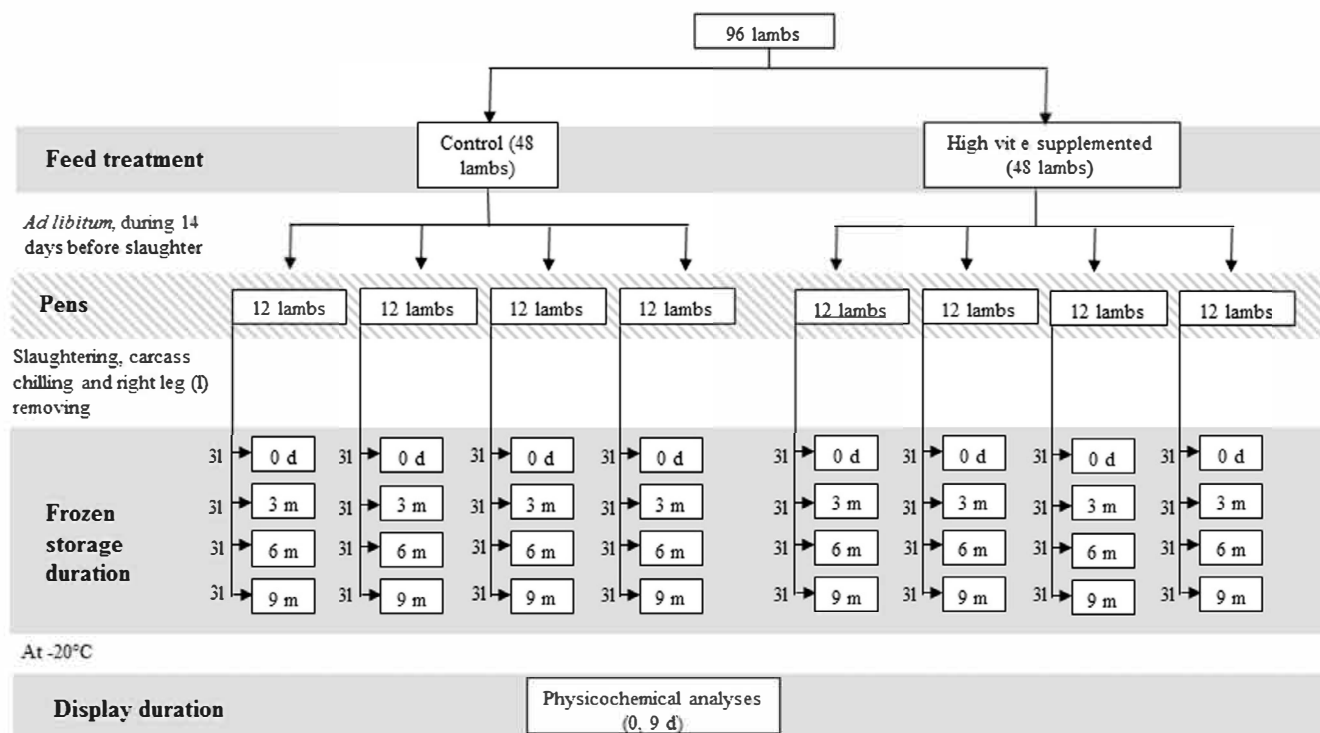 96 lambs
Feed treatment
Control (48
lambs)
High vit e supplemented
(48 lambs)
Ad libitum, during 14
days before slaughter
Pens
12 lambs 12 lambs 12 lambs 12 lambs 12 lambs 12 lambs 12 lambs 12 lambs
Slaughtering, carcass
chilling and right leg (I)
removing
Frozen
storage
duration
31 0 d 31 0 d 31 0 d 31 0 d 31 0 d 31 0 d 31 0 d 31 0 d
31 3 m 31 3 m 31 3 m 31 3 m 31 3 m 31 3 m 31 3 m 31 3 m
31 6 m 31 6 m 31 6 m 31 6 m 31 6 m 31 6 m 31 6 m 31 6 m
31 9 m 31 9 m 31 9 m 31 9 m 31 9 m 31 9 m 31 9 m 31 9 m
At -20°C
Display duration
Physicochemical analyses
(0, 9 d)